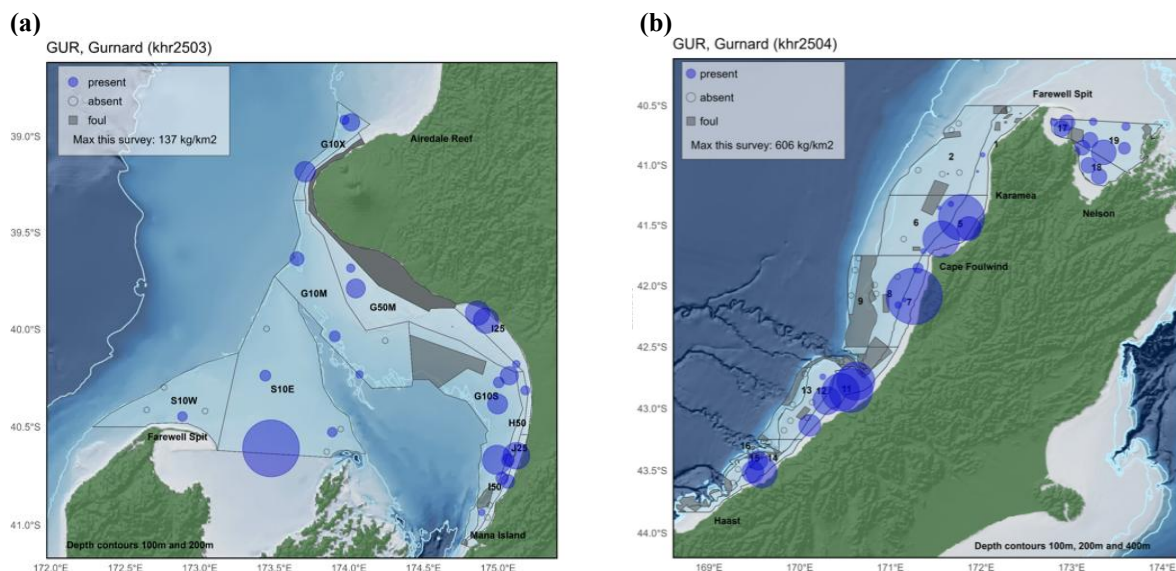 (a)
GUR, Gurnard (khr2503)
present
absent
foul
Max this survey: 137 kg/km2
Airedale Reef
G10X
G10M
G50M
I25
S10E
G10S
S10W
H50
Farewell Spit
J25
I50
Mana Island
Depth contours 100m and 200m
39.0°S
39.5°S
40.0°S
40.5°S
41.0°S
172.0°E
172.5°E
173.0°E
173.5°E
174.0°E
174.5°E
175.0°E
(b)
GUR, Gurnard (khr2504)
present
absent
foul
Max this survey: 606 kg/km2
Farewell Spit
17
19
1
2
18
Karamea
Nelson
5
6
Cape Foulwind
9
8
7
13
12
11
16
15
14
Haast
Depth contours 100m, 200m and 400m
40.5°S
41.0°S
41.5°S
42.0°S
42.5°S
43.0°S
43.5°S
44.0°S
169°E
170°E
171°E
172°E
173°E
174°E